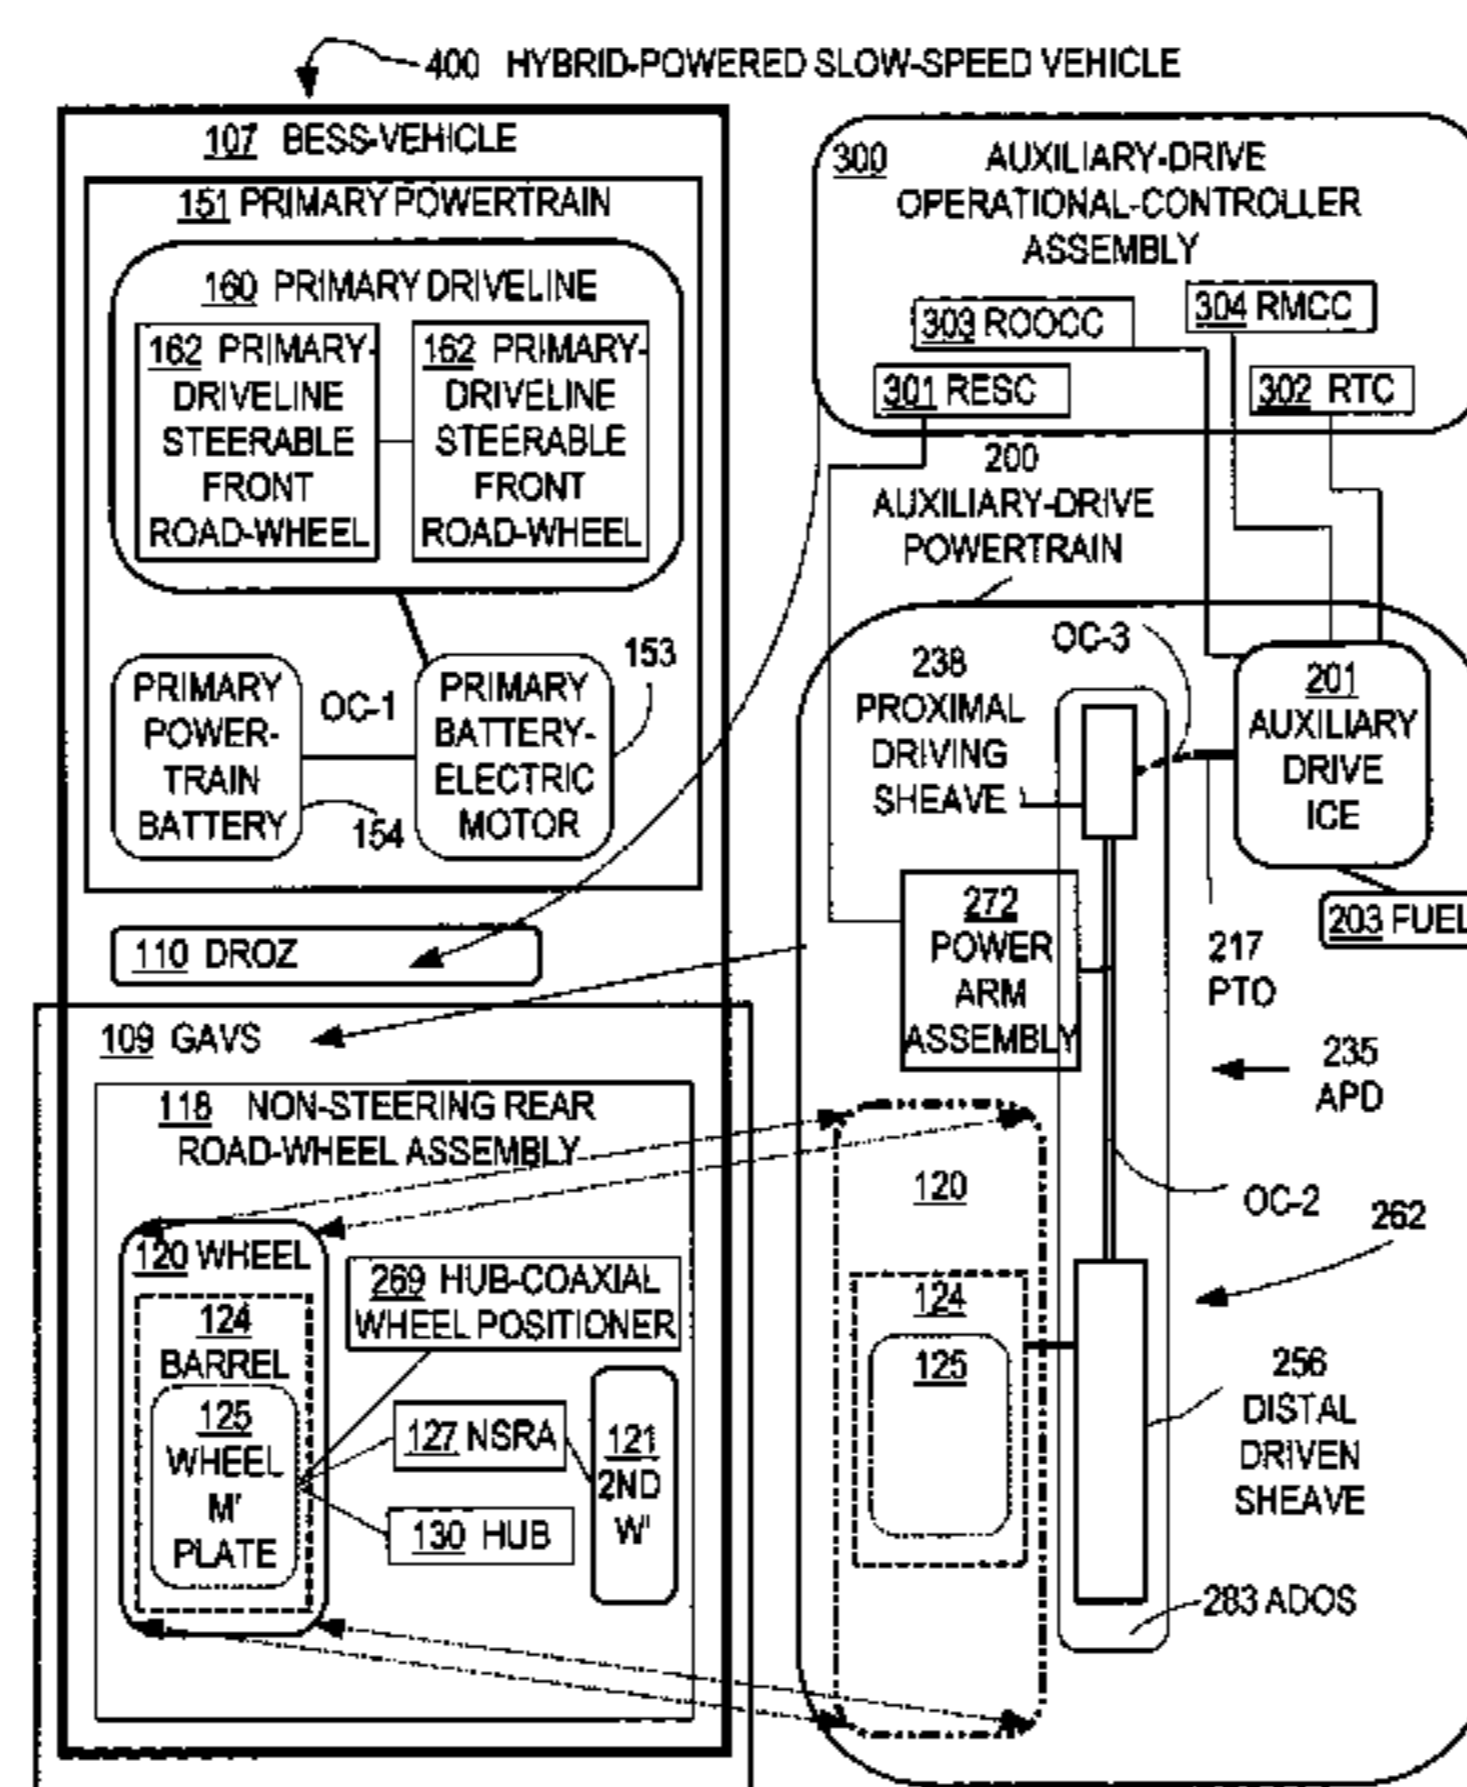 400 HYBRID-POWERED SLOW-SPEED VEHICLE
107 BESS-VEHICLE
151 PRIMARY POWERTRAIN
160 PRIMARY DRIVELINE
162 PRIMARY-
DRIVELINE
STEERABLE
FRONT
ROAD-WHEEL
162 PRIMARY-
DRIVELINE
STEERABLE
FRONT
ROAD-WHEEL
PRIMARY
POWER-
TRAIN
BATTERY
154
OC-1
PRIMARY
BATTERY-
ELECTRIC
MOTOR
153
110 DROZ
109 GAVS
118 NON-STEERING REAR
ROAD-WHEEL ASSEMBLY
120 WHEEL
124
BARREL
125
WHEEL
M'
PLATE
269 HUB-COAXIAL
WHEEL POSITIONER
127 NSRA
130 HUB
121
2ND
W'
300 AUXILIARY-DRIVE
OPERATIONAL-CONTROLLER
ASSEMBLY
303 ROOCC
304 RMCC
301 RESC
302 RTC
200
AUXILIARY-DRIVE
POWERTRAIN
OC-3
238
PROXIMAL
DRIVING
SHEAVE
201
AUXILIARY
DRIVE
ICE
203 FUEL
217
PTO
272
POWER
ARM
ASSEMBLY
235
APD
120
OC-2
262
124
125
256
DISTAL
DRIVEN
SHEAVE
283 ADOS